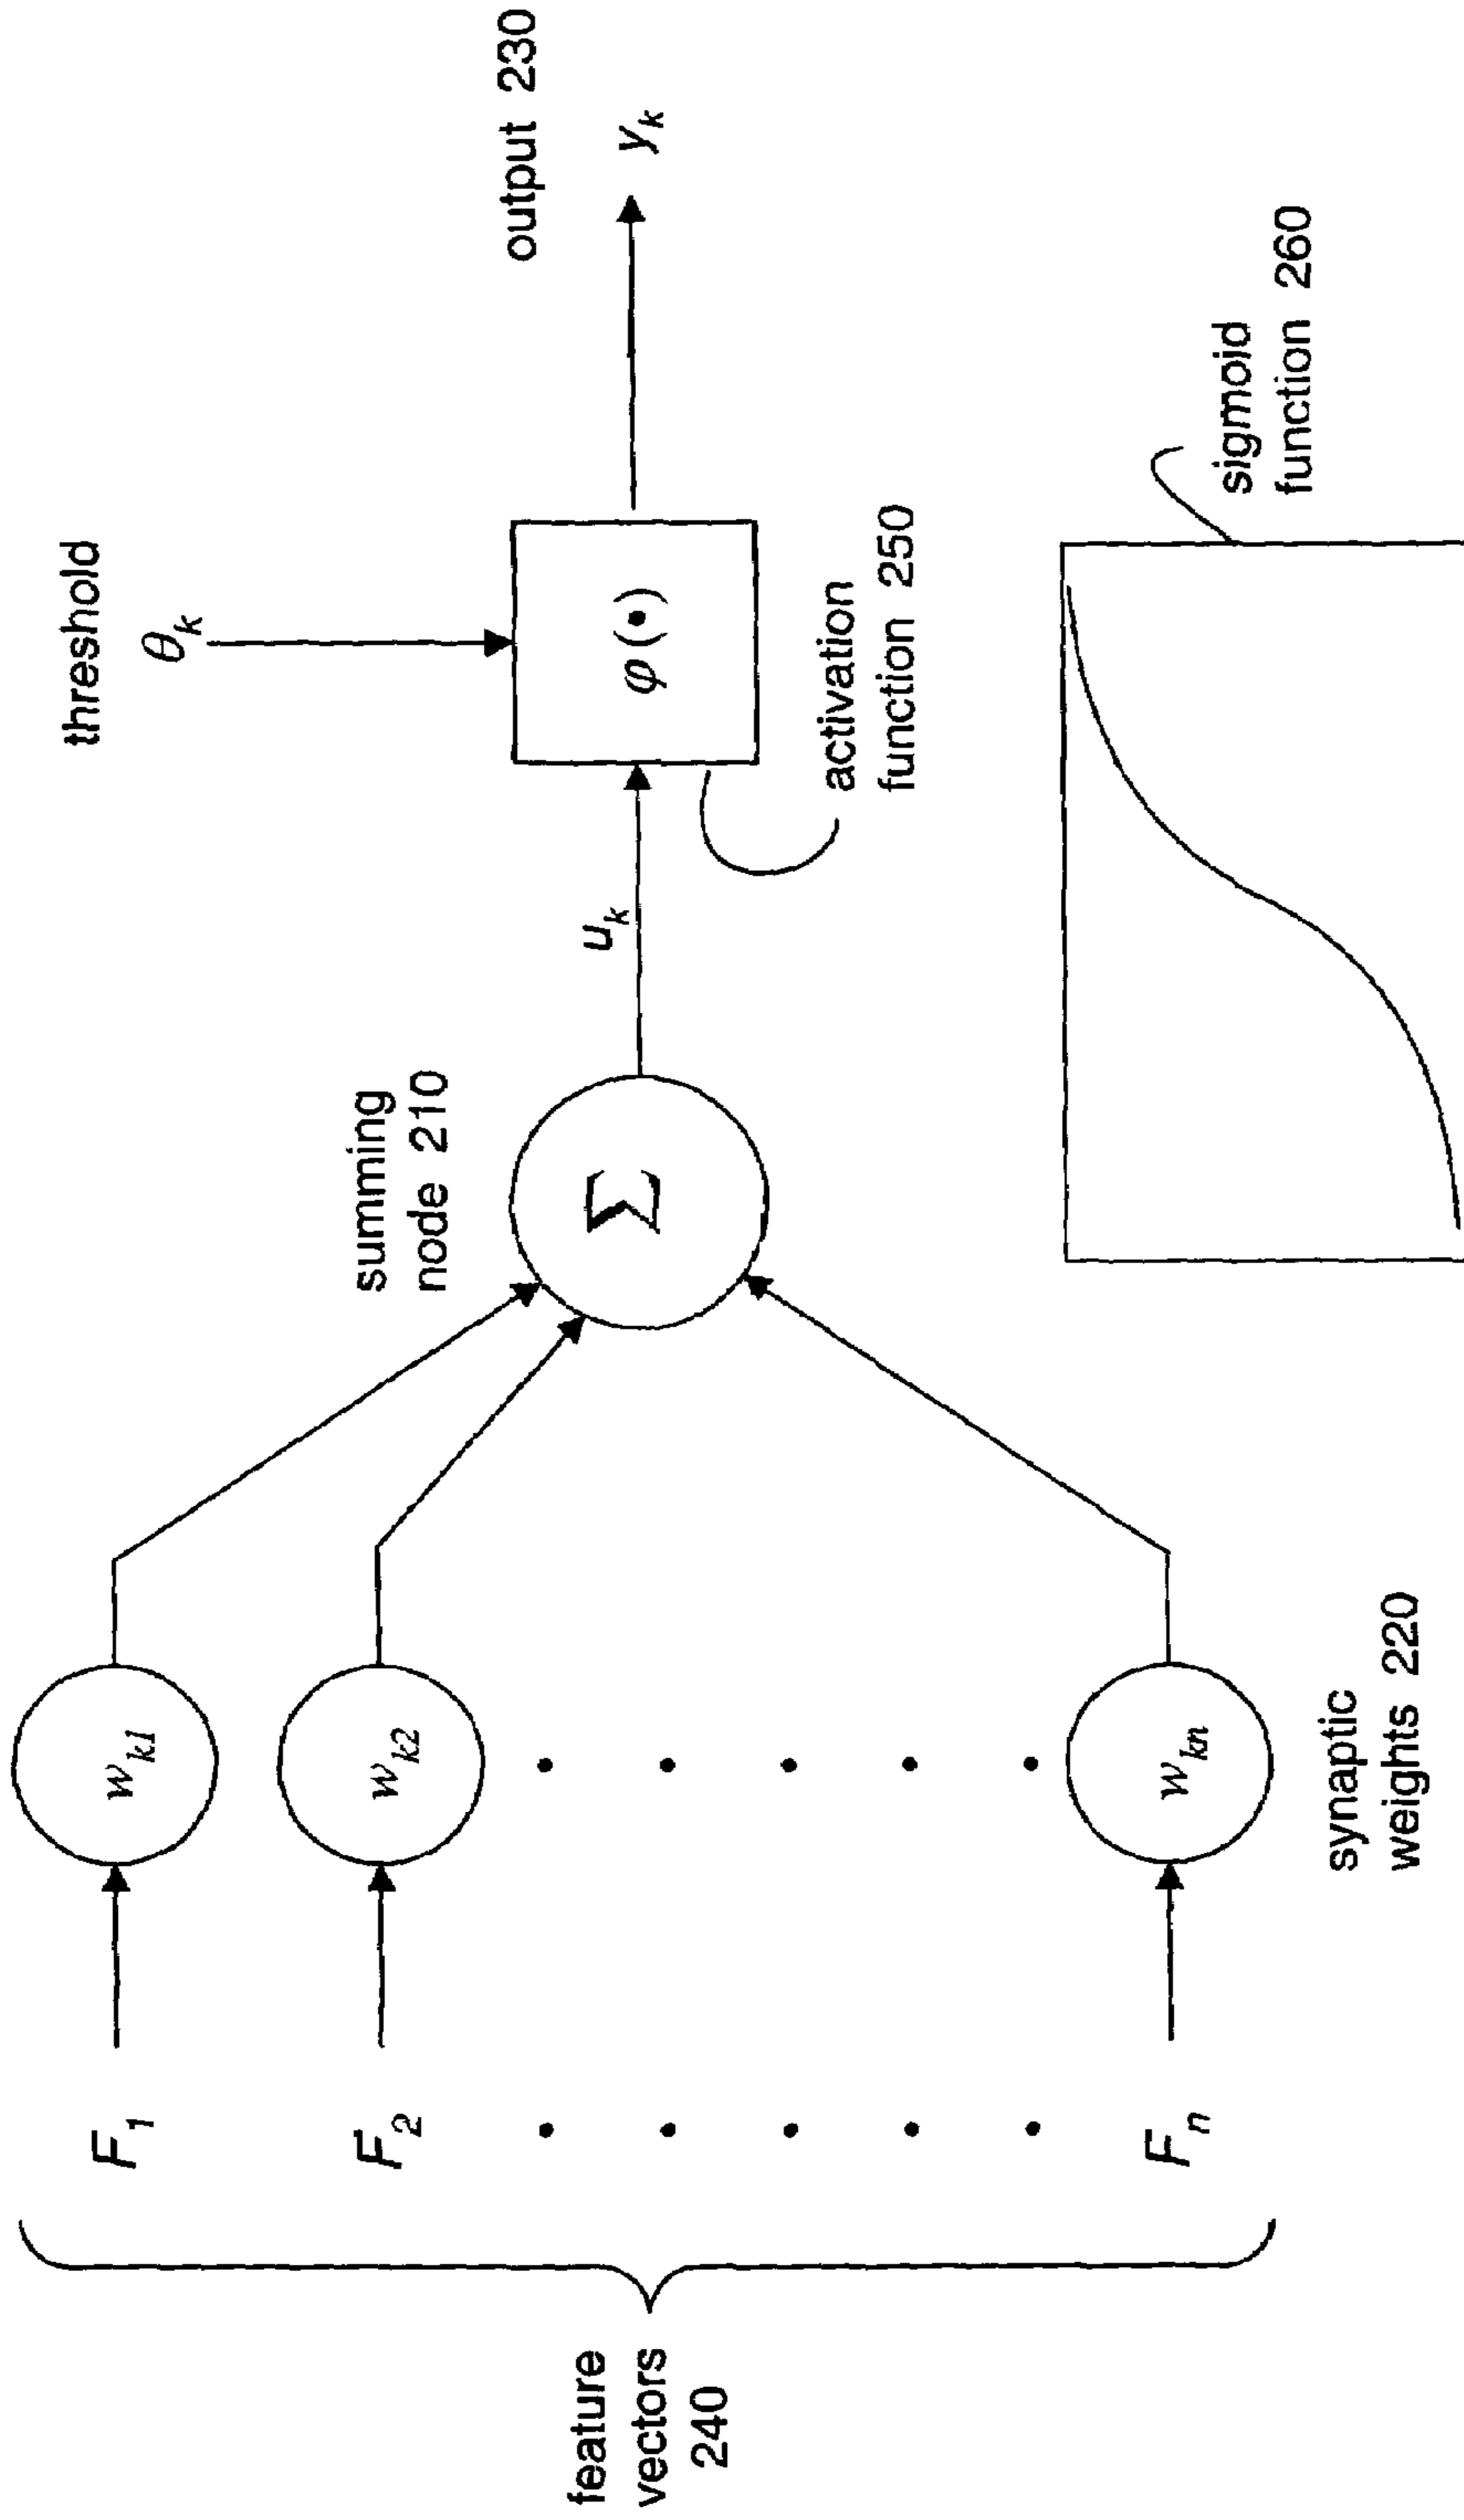 feature
vectors
240
F1
F2
Fn
wk1
wk2
wkn
synaptic
weights 220
summing
node 210
Σ
uk
threshold
θk
φ(•)
activation
function 250
output 230
yk
sigmoid
function 260